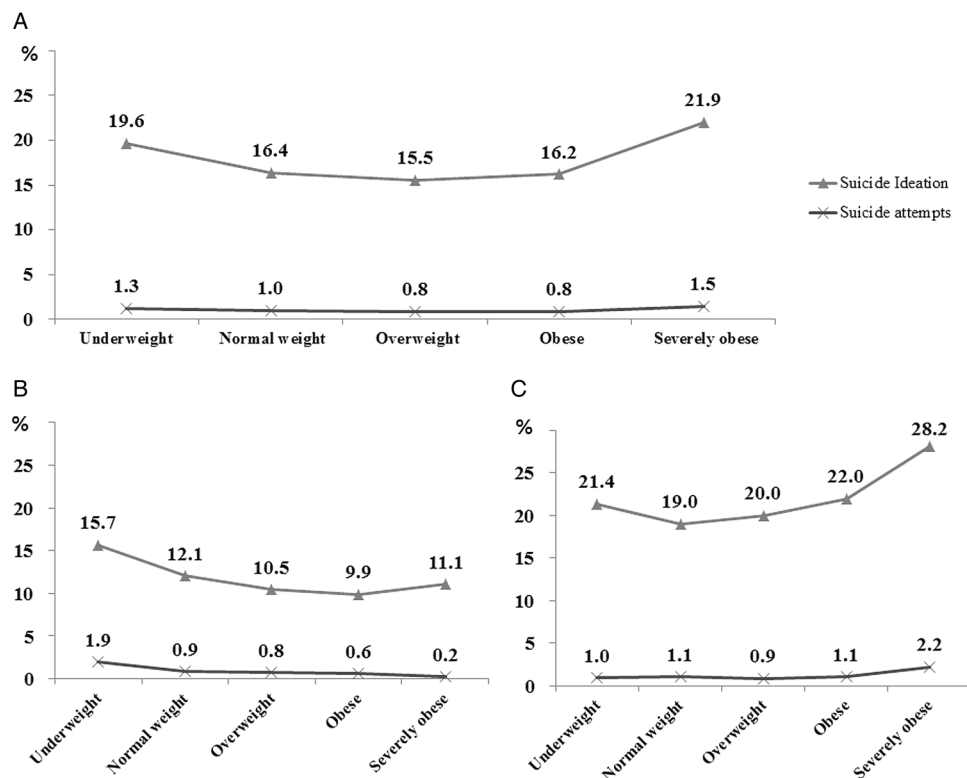 A
%
25
20
15
10
5
0
19.6
16.4
15.5
16.2
21.9
1.3
1.0
0.8
0.8
1.5
Underweight
Normal weight
Overweight
Obese
Severely obese
Suicide Ideation
Suicide attempts
B
%
25
20
15
10
5
0
15.7
12.1
10.5
9.9
11.1
1.9
0.9
0.8
0.6
0.2
Underweight
Normal weight
Overweight
Obese
Severely obese
C
%
25
20
15
10
5
0
21.4
19.0
20.0
22.0
28.2
1.0
1.1
0.9
1.1
2.2
Underweight
Normal weight
Overweight
Obese
Severely obese